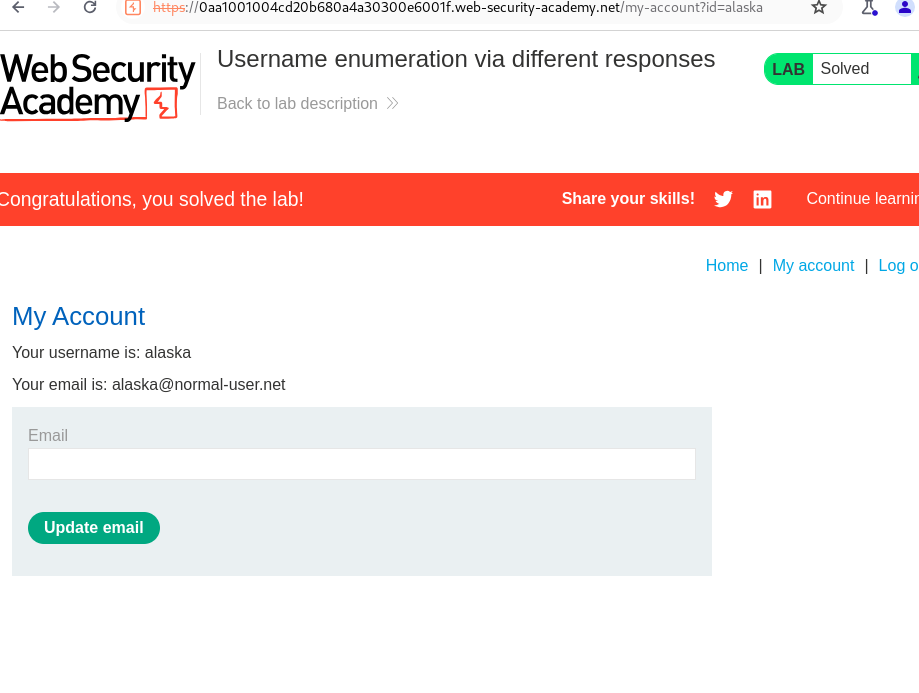 https://0aa1001004cd20b680a4a30300e6001f.web-security-academy.net/my-account?id=alaska
Web Security
Academy
Username enumeration via different responses
Back to lab description
LAB Solved
Congratulations, you solved the lab!
Share your skills!
Continue learnin
Home | My account | Log o
My Account
Your username is: alaska
Your email is: alaska@normal-user.net
Email
Update email